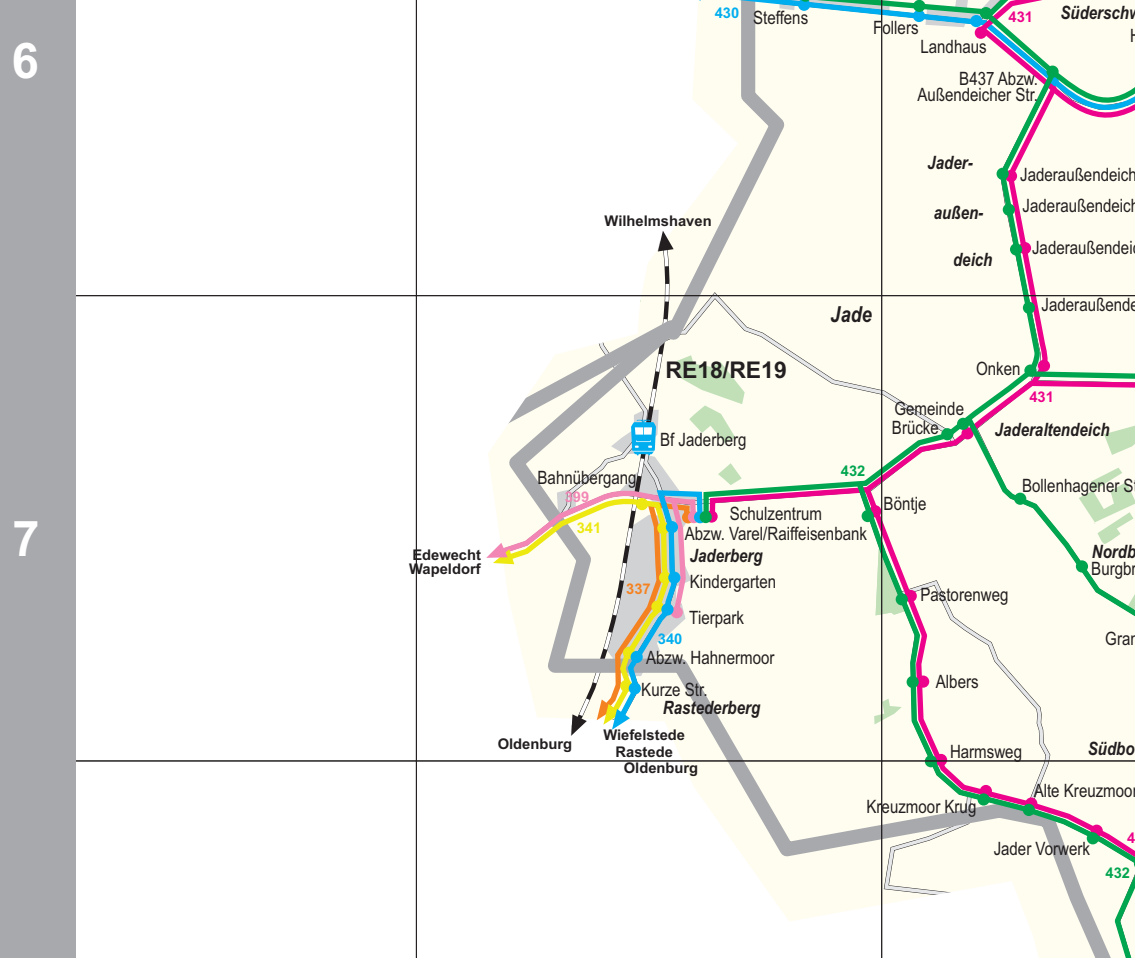 6
430
Steffens
Follers
Landhaus
431
Süderschw
H
B437 Abzw.
Außendeicher Str.
Jader-
Jaderaußendeich
außen-
Jaderaußendeich
deich
Jaderaußendeic
Wilhelmshaven
Jaderaußende
Jade
RE18/RE19
Onken
431
Gemeinde
Brücke
Jaderaltendeich
Bf Jaderberg
432
Bahnübergang
399
341
Bollenhagener St
Böntje
Schulzentrum
Abzw. Varel/Raiffeisenbank
7
Edewecht
Wapeldorf
Jaderberg
Nordb
Burgbr
337
Kindergarten
Pastorenweg
Tierpark
340
Gran
Abzw. Hahnermoor
Albers
Kurze Str.
Rastederberg
Oldenburg
Wiefelstede
Rastede
Oldenburg
Harmsweg
Südbo
Kreuzmoor Krug
Alte Kreuzmoor
Jader Vorwerk
4
432